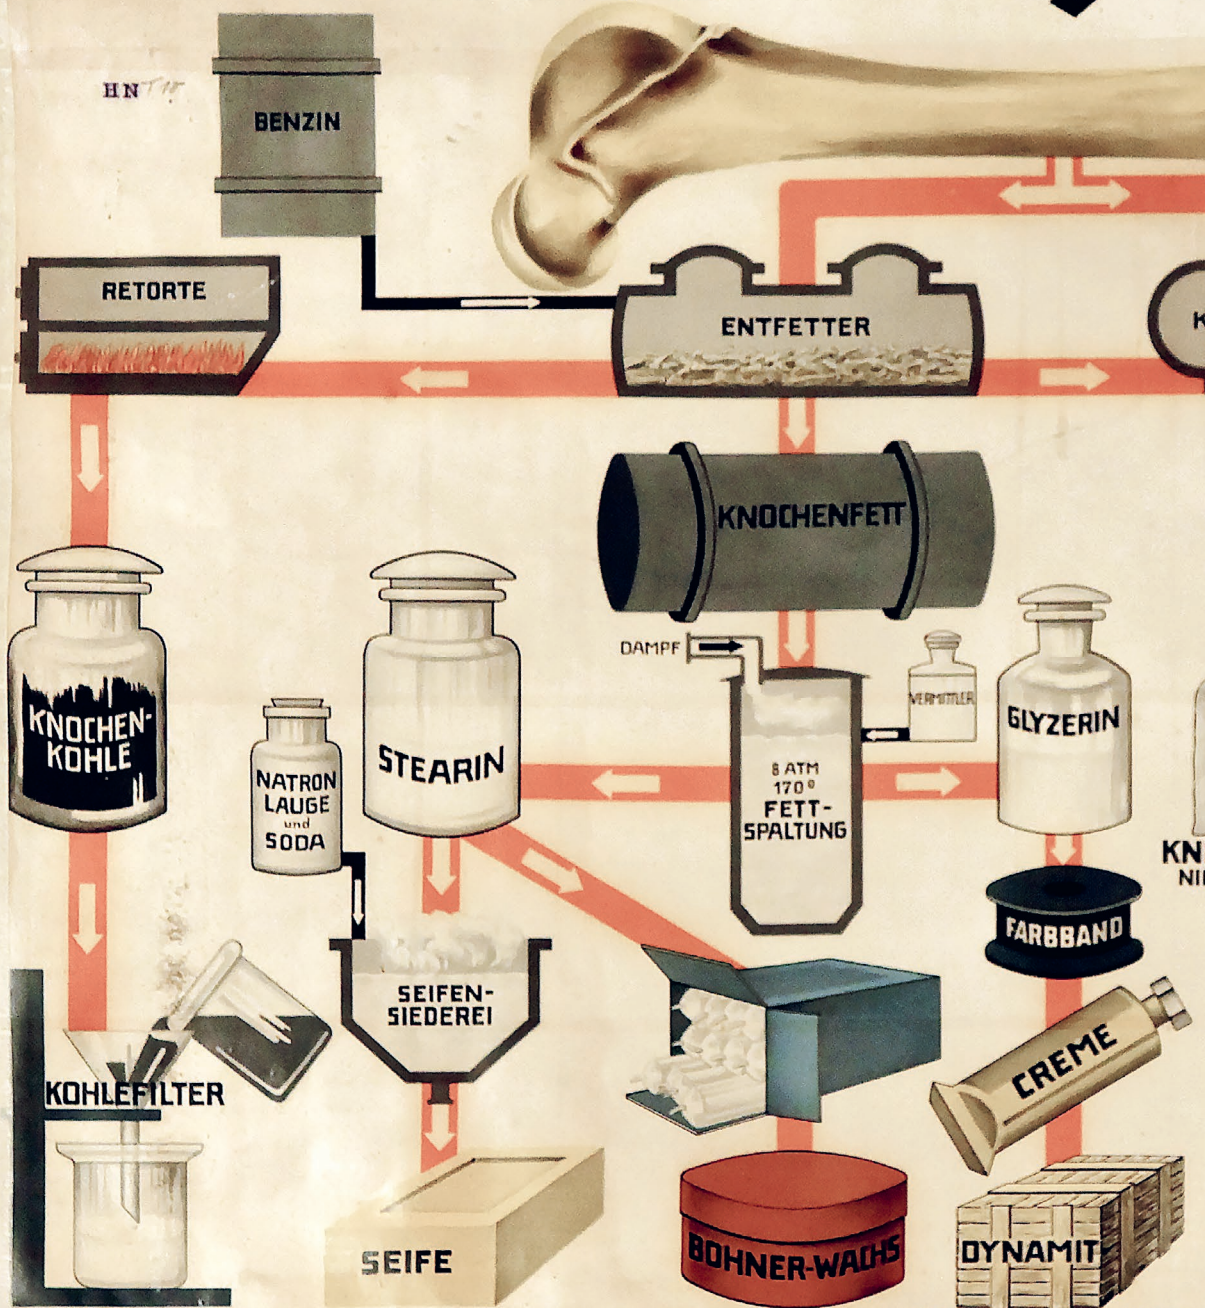 HN
BENZIN
RETORTE
ENTFETTER
K
KNOCHENFETT
DAMPF
VERMITTLER
KNOCHEN-
KOHLE
STEARIN
GLYZERIN
NATRON
LAUGE
und
SODA
8 ATM
170°
FETT-
SPALTUNG
KN
NI
FARBBAND
SEIFEN-
SIEDEREI
CREME
KOHLEFILTER
SEIFE
BOHNER-WACHS
DYNAMIT